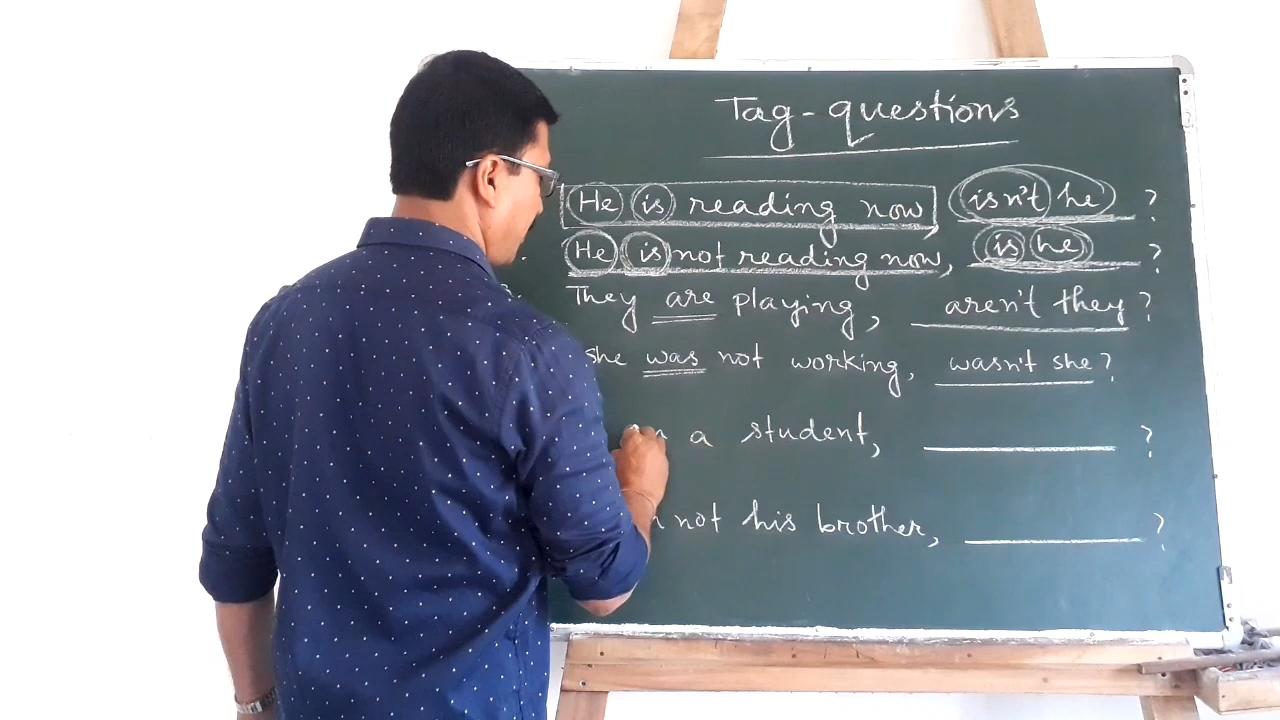 Tag-questions
He is reading now, isn't he ?
He is not reading now, is he ?
They are playing, aren't they?
she was not working, wasn't she?
a student, ?
not his brother, ?